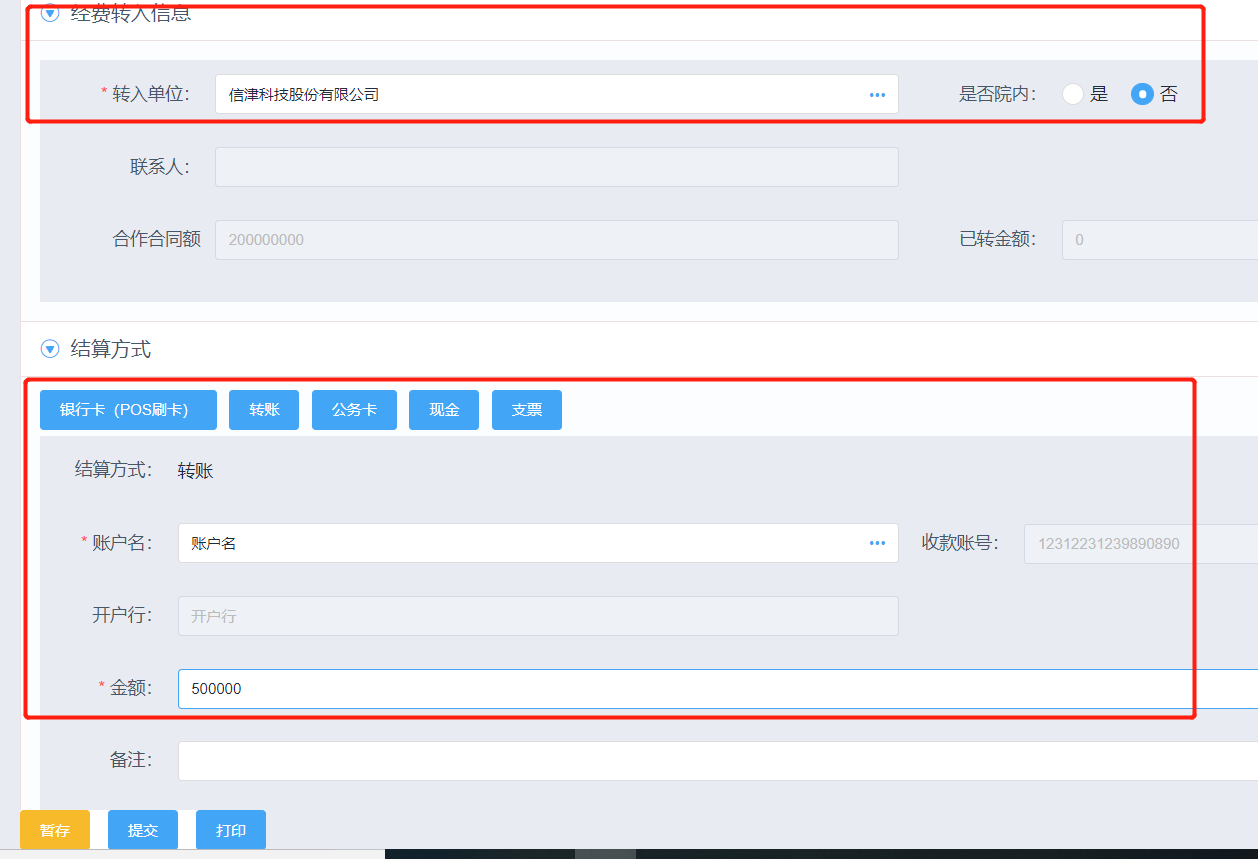 经费转入信息
* 转入单位： 信津科技股份有限公司 ••• 是否院内： 是 否
联系人：
合作合同额 200000000 已转金额： 0
结算方式
银行卡（POS刷卡） 转账 公务卡 现金 支票
结算方式： 转账
* 账户名： 账户名 ••• 收款账号： 12312231239890890
开户行： 开户行
* 金额： 500000
备注：
暂存 提交 打印